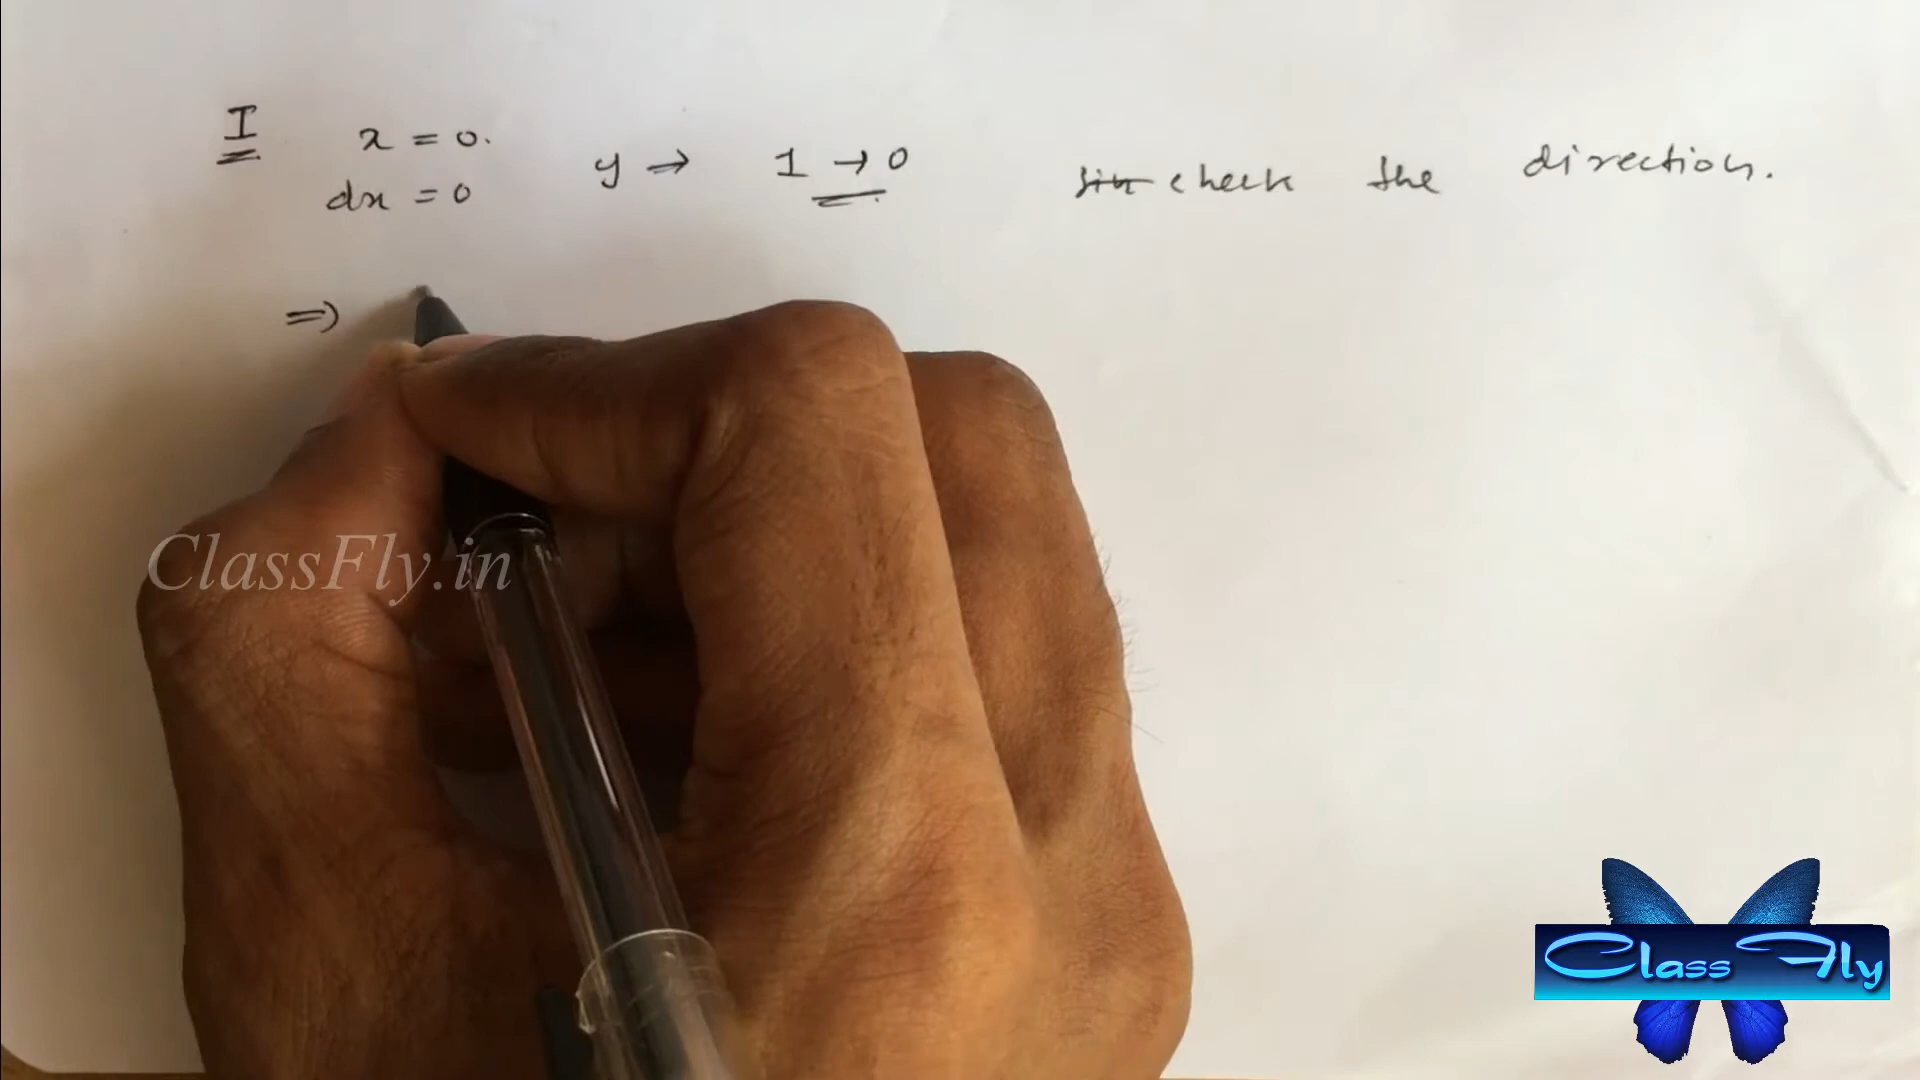 I x = 0. y → 1 → 0 check the direction.
dx = 0
⇒
ClassFly.in
Class Fly